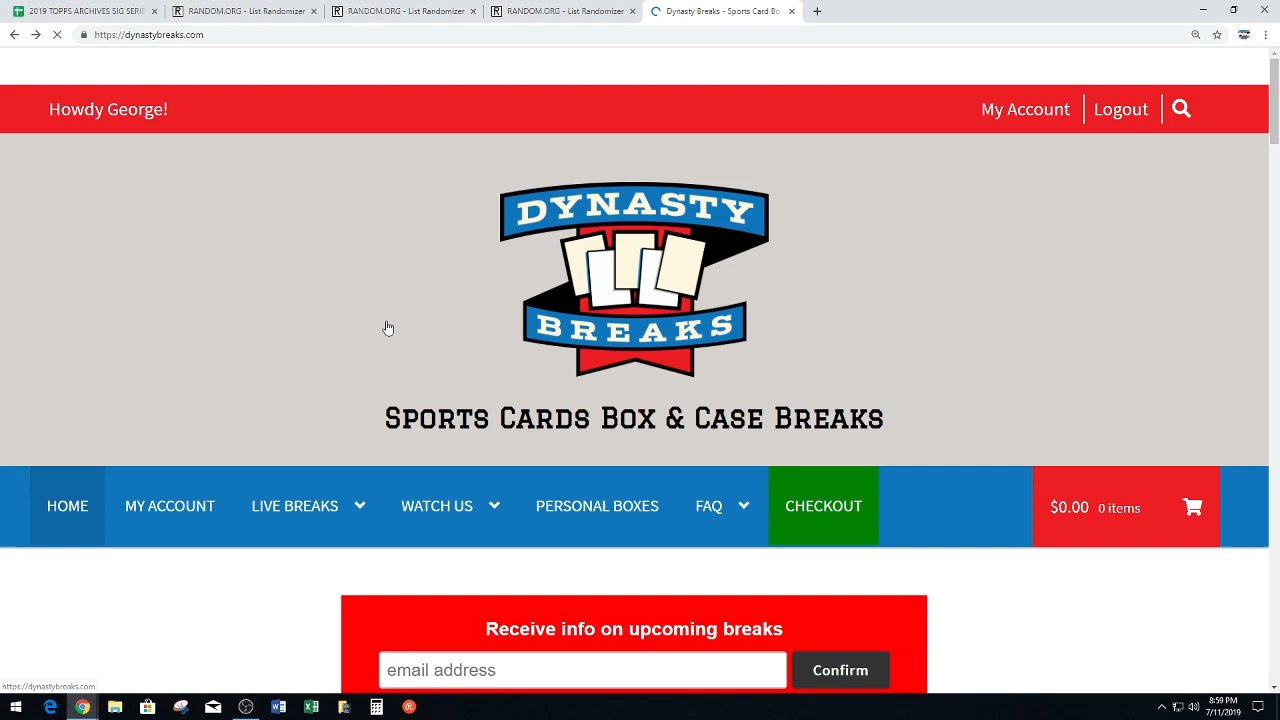 2019 TOPPS ARCHIVES SIG SERIE
RANDOM.ORG - List Randomizer
RANDOM.ORG - List Randomizer
RANDOM.ORG - List Randomizer
Dynasty Breaks - Sports Card Box
https://dynastybreaks.com
Howdy George!
My Account
Logout
DYNASTY
BREAKS
Sports Cards Box & Case Breaks
HOME
MY ACCOUNT
LIVE BREAKS
WATCH US
PERSONAL BOXES
FAQ
CHECKOUT
$0.00 0 items
Receive info on upcoming breaks
email address
Confirm
https://dynastybreaks.com
8:59 PM
7/11/2019